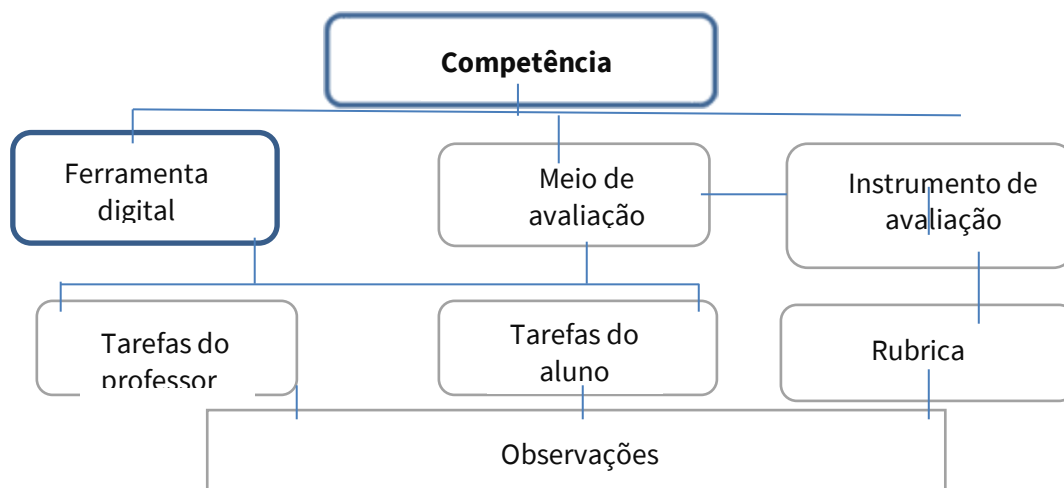 Competência
Ferramenta
digital
Meio de
avaliação
Instrumento de
avaliação
Tarefas do
professor
Tarefas do
aluno
Rubrica
Observações